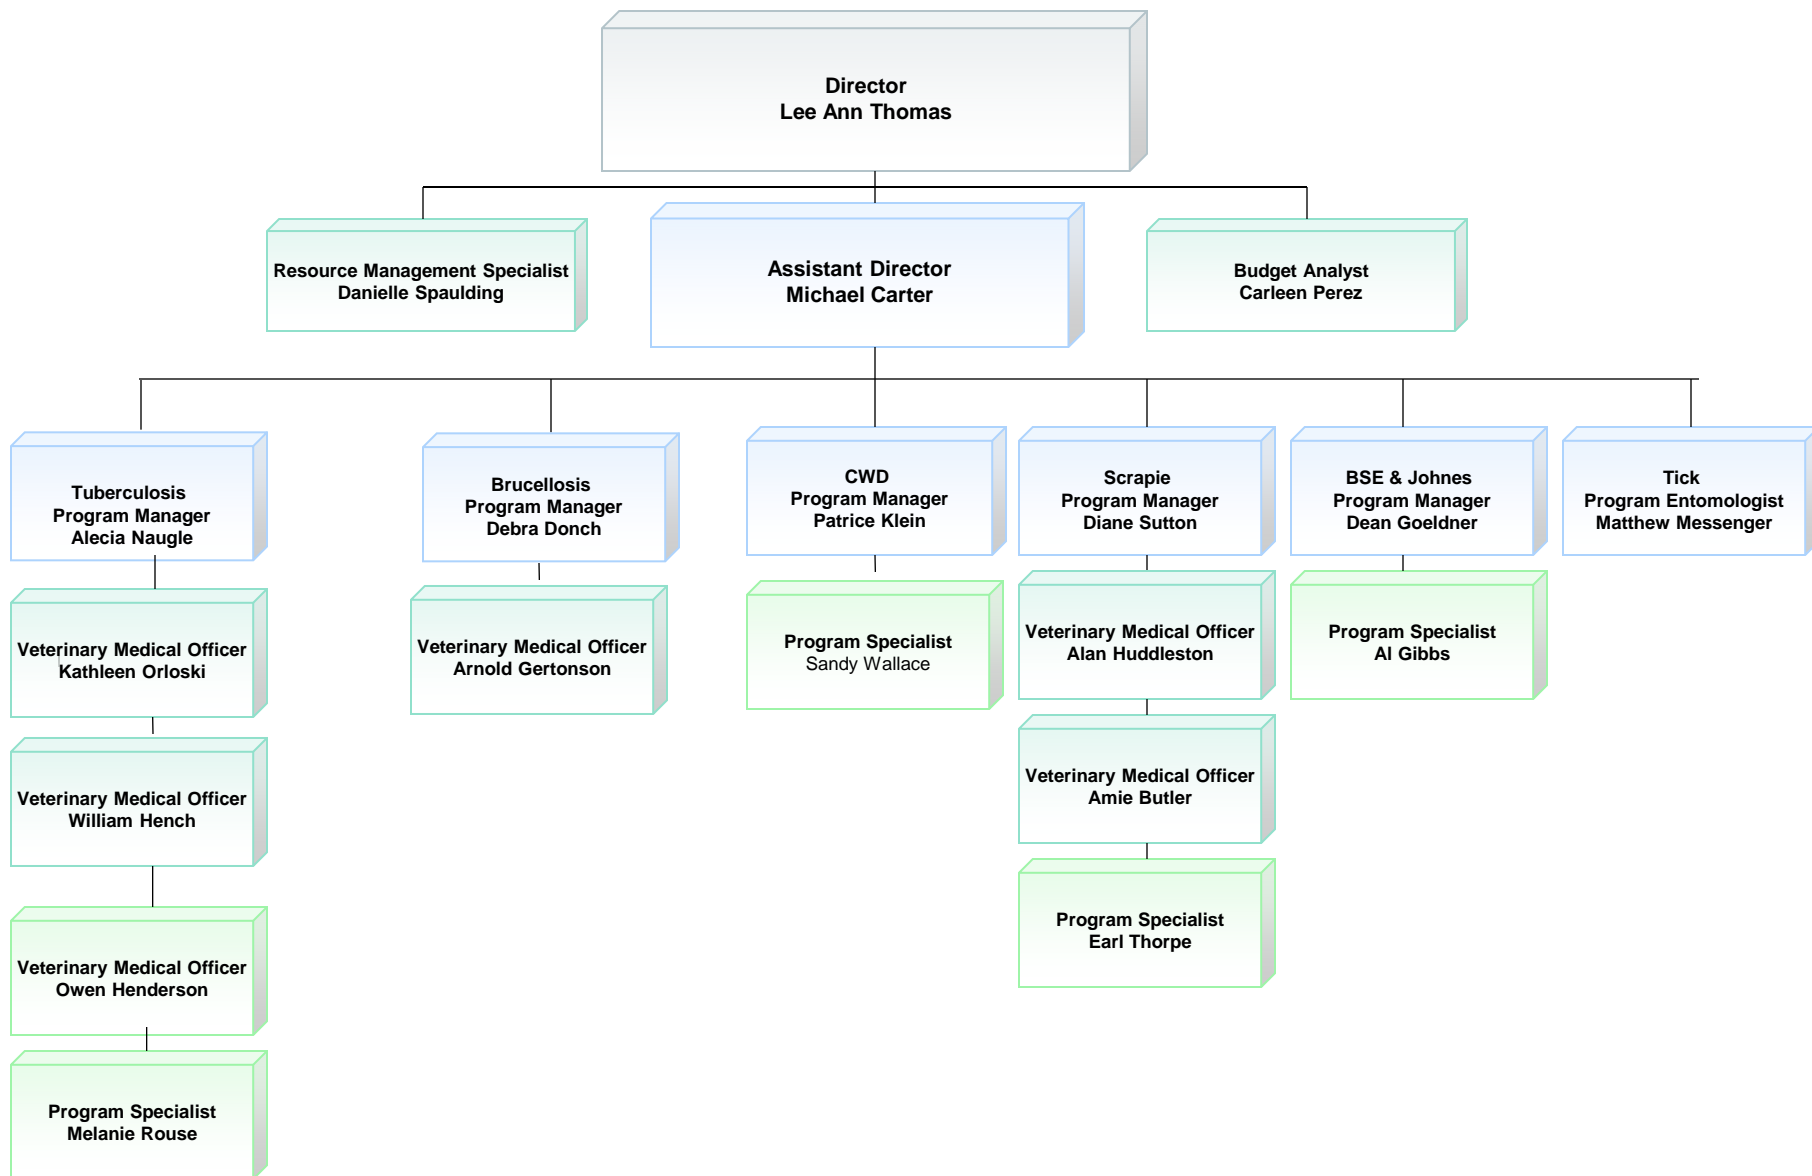 Director
Lee Ann Thomas
Resource Management Specialist
Danielle Spaulding
Assistant Director
Michael Carter
Budget Analyst
Carleen Perez
Tuberculosis
Program Manager
Alecia Naugle
Brucellosis
Program Manager
Debra Donch
CWD
Program Manager
Patrice Klein
Scrapie
Program Manager
Diane Sutton
BSE & Johnes
Program Manager
Dean Goeldner
Tick
Program Entomologist
Matthew Messenger
Veterinary Medical Officer
Kathleen Orloski
Veterinary Medical Officer
Arnold Gertonson
Program Specialist
Sandy Wallace
Veterinary Medical Officer
Alan Huddleston
Program Specialist
Al Gibbs
Veterinary Medical Officer
William Hench
Veterinary Medical Officer
Amie Butler
Veterinary Medical Officer
Owen Henderson
Program Specialist
Earl Thorpe
Program Specialist
Melanie Rouse